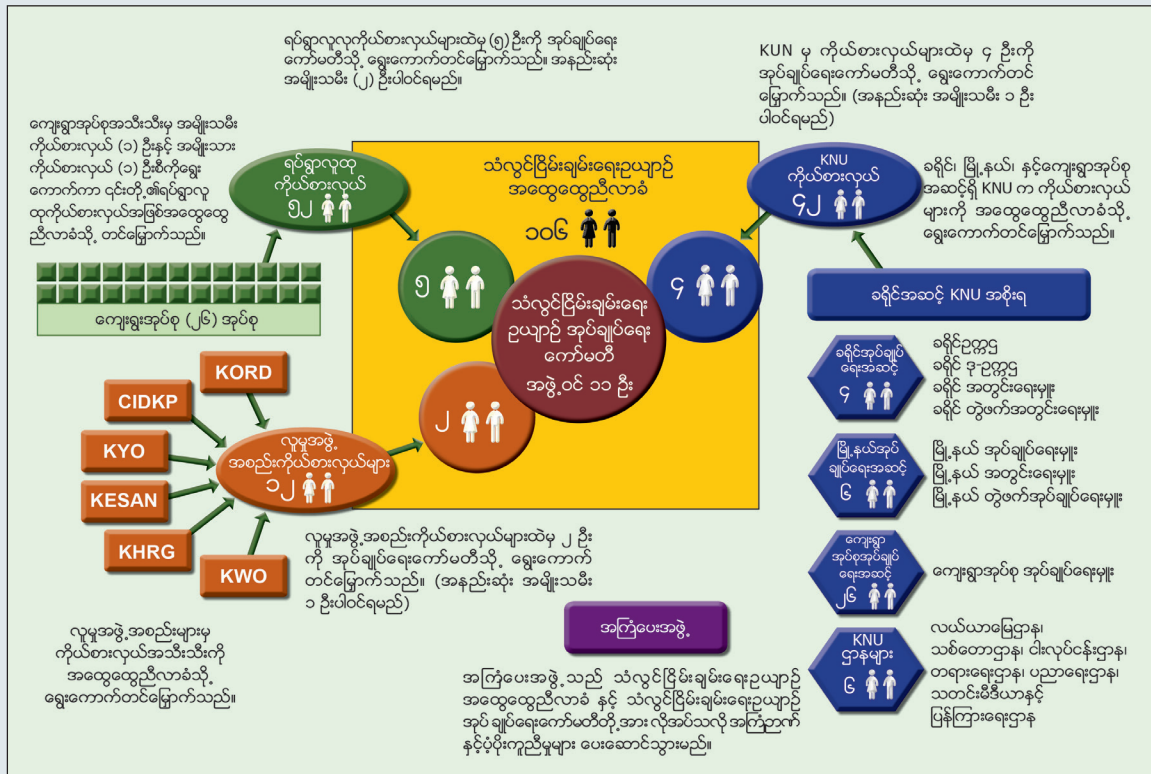 ရပ်ရွာလူလုကိုယ်စားလှယ်များထဲမှ (၅) ဦးကို အုပ်ချုပ်ရေး
ကော်မတီသို့ ရွေးကောက်တင်မြှောက်သည်။ အနည်းဆုံး
အမျိုးသမီး (၂) ဦးပါဝင်ရမည်။
KUN မှ ကိုယ်စားလှယ်များထဲမှ ၄ ဦးကို
အုပ်ချုပ်ရေးကော်မတီသို့ ရွေးကောက်တင်
မြှောက်သည်။ (အနည်းဆုံး အမျိုးသမီး ၁ ဦး
ပါဝင်ရမည်)
ကျေးရွာအုပ်စုအသီးသီးမှ အမျိုးသမီး
ကိုယ်စားလှယ် (၁) ဦးနှင့် အမျိုးသား
ကိုယ်စားလှယ် (၁) ဦးစီကိုရွေး
ကောက်ကာ ၎င်းတို့၏ရပ်ရွာလူ
ထုကိုယ်စားလှယ်အဖြစ်အထွေထွေ
ညီလာခံသို့ တင်မြှောက်သည်။
ရပ်ရွာလူထု
ကိုယ်စားလှယ်
၅၂
သံလွင်ငြိမ်းချမ်းရေးဥယျာဉ်
အထွေထွေညီလာခံ
၁၀၆
KNU
ကိုယ်စားလှယ်
၄၂
ခရိုင်၊ မြို့နယ်၊ နှင့်ကျေးရွာအုပ်စု
အဆင့်ရှိ KNU က ကိုယ်စားလှယ်
များကို အထွေထွေညီလာခံသို့
ရွေးကောက်တင်မြှောက်သည်။
ကျေးရွှးအုပ်စု (၂၆) အုပ်စု
၅
၄
သံလွင်ငြိမ်းချမ်းရေး
ဥယျာဉ် အုပ်ချုပ်ရေး
ကော်မတီ
အဖွဲ့ဝင် ၁၁ ဦး
၂
ခရိုင်အဆင့် KNU အစိုးရ
ခရိုင်အုပ်ချုပ်
ရေးအဆင့်
၄
ခရိုင်ဥက္ကဌ
ခရိုင် ဒု-ဥက္ကဌ
ခရိုင် အတွင်းရေးမှူး
ခရိုင် တွဲဖက်အတွင်းရေးမှူး
KORD
CIDKP
KYO
KESAN
KHRG
KWO
လူမှုအဖွဲ့
အစည်းကိုယ်စားလှယ်များ
၁၂
မြို့နယ်အုပ်
ချုပ်ရေးအဆင့်
၆
မြို့နယ် အုပ်ချုပ်ရေးမှူး
မြို့နယ် အတွင်းရေးမှူး
မြို့နယ် တွဲဖက်အုပ်ချုပ်ရေးမှူး
လူမှုအဖွဲ့အစည်းကိုယ်စားလှယ်များထဲမှ ၂ ဦး
ကို အုပ်ချုပ်ရေးကော်မတီသို့ ရွေးကောက်
တင်မြှောက်သည်။ (အနည်းဆုံး အမျိုးသမီး
၁ ဦးပါဝင်ရမည်)
ကျေးရွာ
အုပ်စုအုပ်ချုပ်
ရေးအဆင့်
၂၆
ကျေးရွာအုပ်စု အုပ်ချုပ်ရေးမှူး
လူမှုအဖွဲ့အစည်းများမှ
ကိုယ်စားလှယ်အသီးသီးကို
အထွေထွေညီလာခံသို့
ရွေးကောက်တင်မြှောက်သည်။
အကြံပေးအဖွဲ့
အကြံပေးအဖွဲ့သည် သံလွင်ငြိမ်းချမ်းရေးဥယျာဉ်
အထွေထွေညီလာခံ နှင့် သံလွင်ငြိမ်းချမ်းရေးဥယျာဉ်
အုပ်ချုပ်ရေးကော်မတီတို့အား လိုအပ်သလို အကြံဉာဏ်
နှင့်ပံ့ပိုးကူညီမှုများ ပေးဆောင်သွားမည်။
KNU
ဌာနများ
၆
လယ်ယာမြေဌာန၊
သစ်တောဌာန၊ ငါးလုပ်ငန်းဌာန၊
တရားရေးဌာန၊ ပညာရေးဌာန၊
သတင်းမီဒီယာနှင့်
ပြန်ကြားရေးဌာန